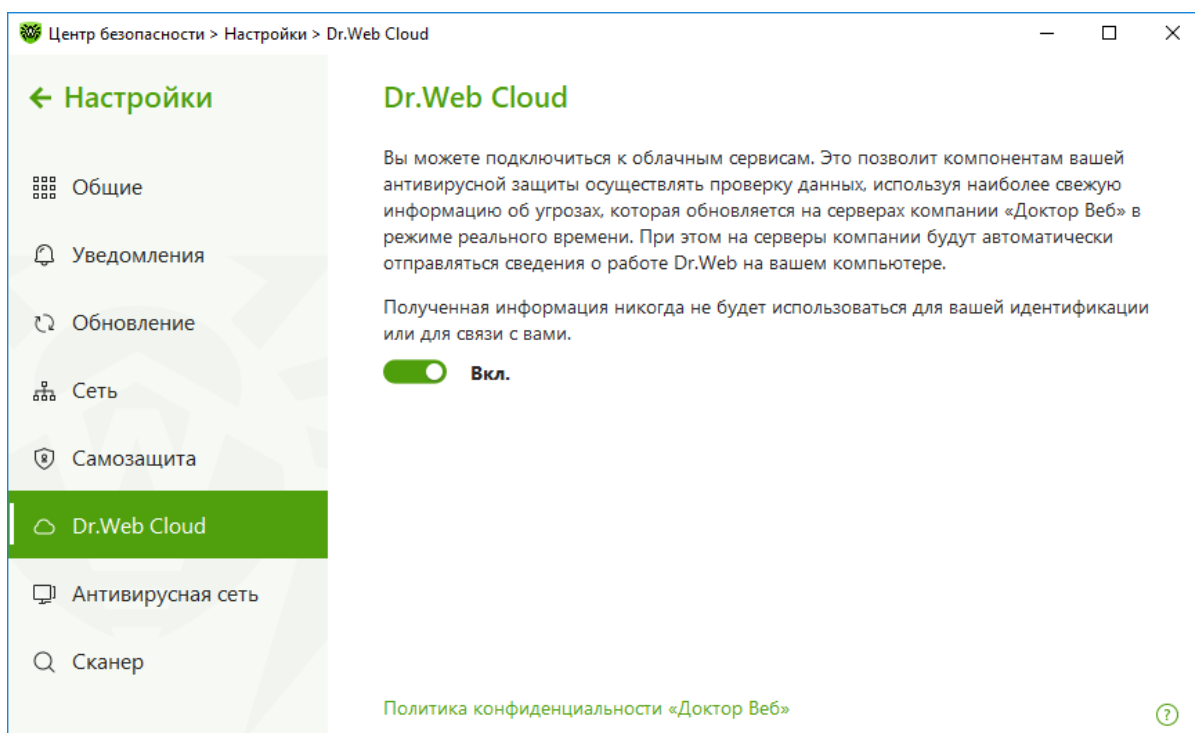 Центр безопасности > Настройки > Dr.Web Cloud
Настройки
Общие
Уведомления
Обновление
Сеть
Самозащита
Dr.Web Cloud
Антивирусная сеть
Сканер
Dr.Web Cloud
Вы можете подключиться к облачным сервисам. Это позволит компонентам вашей
антивирусной защиты осуществлять проверку данных, используя наиболее свежую
информацию об угрозах, которая обновляется на серверах компании «Доктор Веб» в
режиме реального времени. При этом на серверы компании будут автоматически
отправляться сведения о работе Dr.Web на вашем компьютере.
Полученная информация никогда не будет использоваться для вашей идентификации
или для связи с вами.
Вкл.
Политика конфиденциальности «Доктор Веб»
?